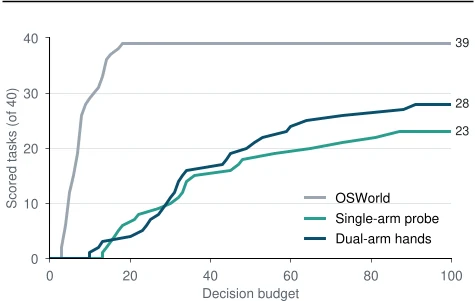 Scored tasks (of 40)
40
30
20
10
0
39
28
23
OSWorld
Single-arm probe
Dual-arm hands
0 20 40 60 80 100
Decision budget